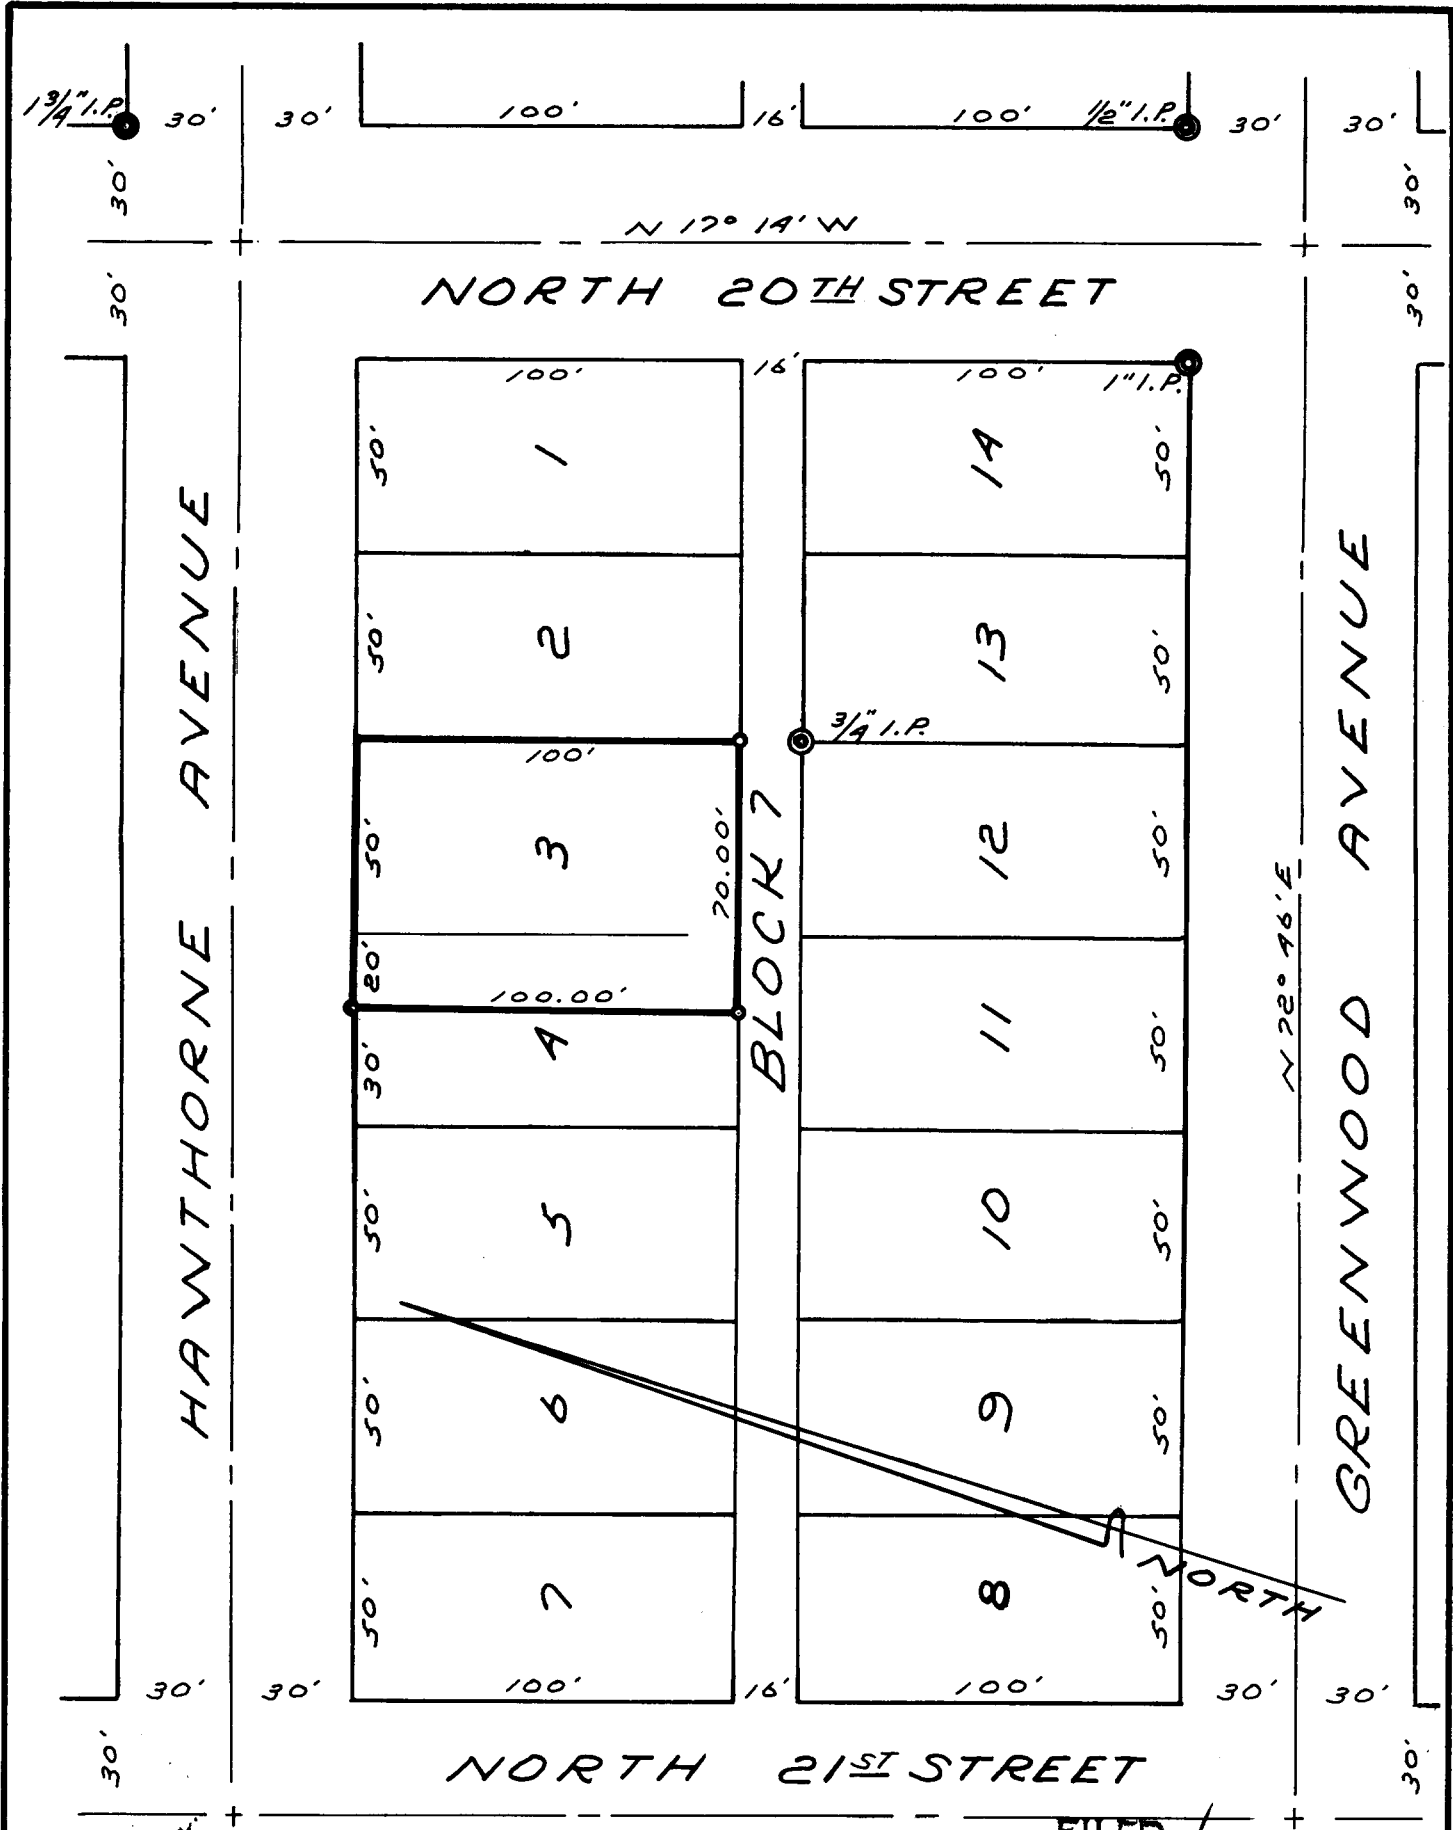 1 3/4" I.P. 30' 30' 100' 16' 100' 1/2" I.P. 30' 30'
30' 30'
N 17° 14' W
30' NORTH 20TH STREET 30'
100' 16' 100' 1" I.P.
50' 1 14 50'
50' 2 13 50'
3/4" I.P.
100'
50' 3 70.00' 12 50'
20'
100.00'
30' 4 11 50'
50' 5 10 50'
50' 6 9 50'
50' 7 8 50'
HAWTHORNE AVENUE
BLOCK 7
N 72° 46' E
GREENWOOD AVENUE
NORTH
30' 30' 100' 16' 100' 30' 30'
30' NORTH 21ST STREET 30'
FILED